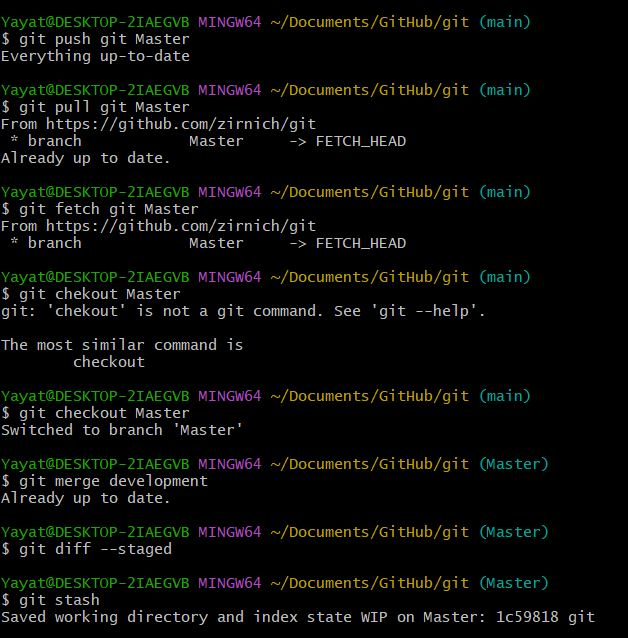 Yayat@DESKTOP-2IAEGVB MINGW64 ~/Documents/GitHub/git (main)
$ git push git Master
Everything up-to-date
Yayat@DESKTOP-2IAEGVB MINGW64 ~/Documents/GitHub/git (main)
$ git pull git Master
From https://github.com/zirnich/git
 * branch            Master     -> FETCH_HEAD
Already up to date.
Yayat@DESKTOP-2IAEGVB MINGW64 ~/Documents/GitHub/git (main)
$ git fetch git Master
From https://github.com/zirnich/git
 * branch            Master     -> FETCH_HEAD
Yayat@DESKTOP-2IAEGVB MINGW64 ~/Documents/GitHub/git (main)
$ git chekout Master
git: 'chekout' is not a git command. See 'git --help'.
The most similar command is
        checkout
Yayat@DESKTOP-2IAEGVB MINGW64 ~/Documents/GitHub/git (main)
$ git checkout Master
Switched to branch 'Master'
Yayat@DESKTOP-2IAEGVB MINGW64 ~/Documents/GitHub/git (Master)
$ git merge development
Already up to date.
Yayat@DESKTOP-2IAEGVB MINGW64 ~/Documents/GitHub/git (Master)
$ git diff --staged
Yayat@DESKTOP-2IAEGVB MINGW64 ~/Documents/GitHub/git (Master)
$ git stash
Saved working directory and index state WIP on Master: 1c59818 git